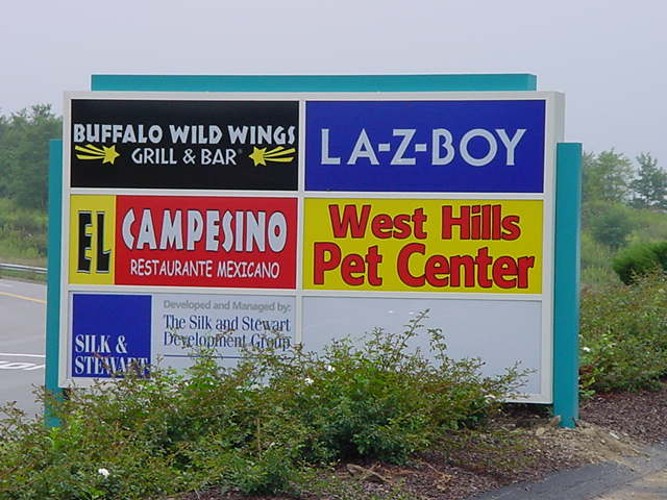 BUFFALO WILD WINGS
GRILL & BAR
LA-Z-BOY
EL CAMPESINO
RESTAURANTE MEXICANO
West Hills
Pet Center
SILK &
STEWART
Developed and Managed by:
The Silk and Stewart
Development Group